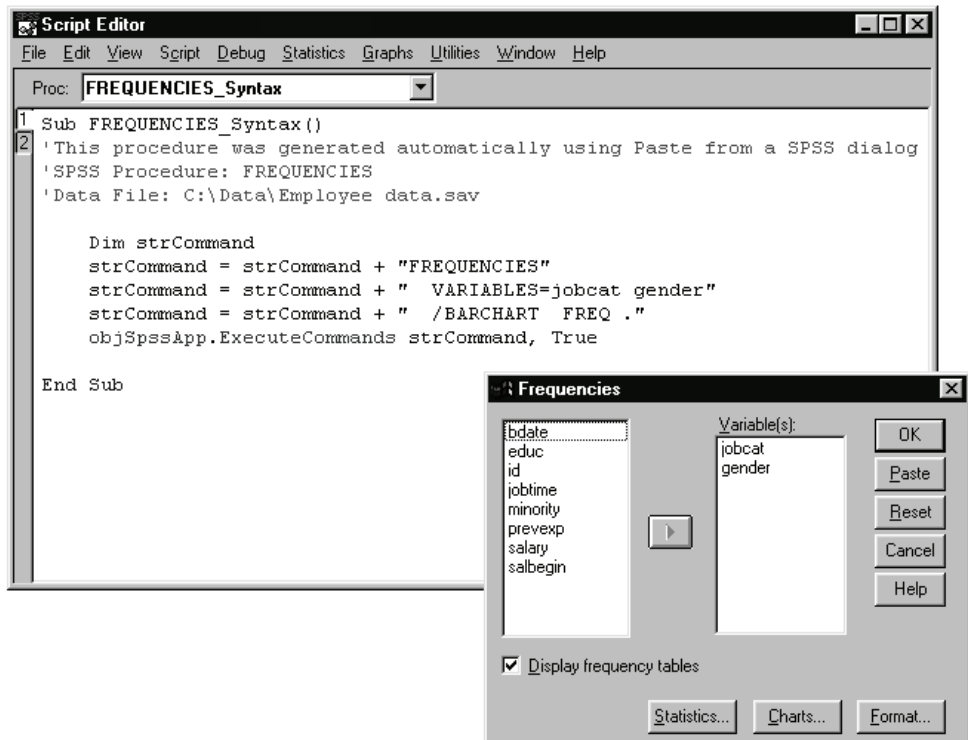 Script Editor
File Edit View Script Debug Statistics Graphs Utilities Window Help
Proc: FREQUENCIES_Syntax
1
2
Sub FREQUENCIES_Syntax()
'This procedure was generated automatically using Paste from a SPSS dialog
'SPSS Procedure: FREQUENCIES
'Data File: C:\Data\Employee data.sav
Dim strCommand
strCommand = strCommand + "FREQUENCIES"
strCommand = strCommand + "  VARIABLES=jobcat gender"
strCommand = strCommand + "  /BARCHART  FREQ ."
objSpssApp.ExecuteCommands strCommand, True
End Sub
Frequencies
bdate
educ
id
jobtime
minority
prevexp
salary
salbegin
Variable(s):
jobcat
gender
OK
Paste
Reset
Cancel
Help
Display frequency tables
Statistics... Charts... Format...